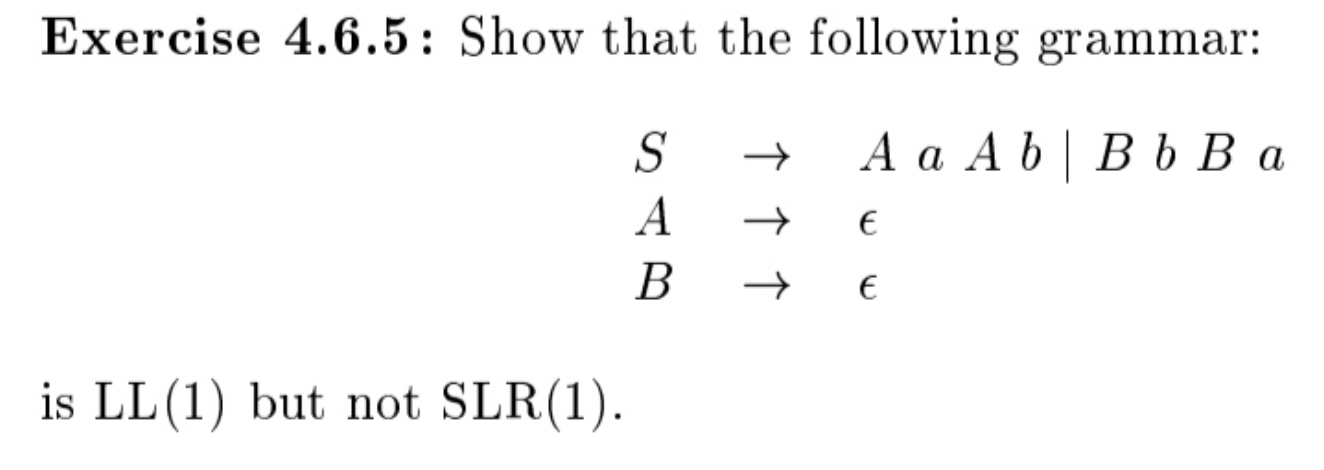 Exercise 4.6.5: Show that the following grammar:
S → A a A b | B b B a
A → ϵ
B → ϵ
is LL(1) but not SLR(1).